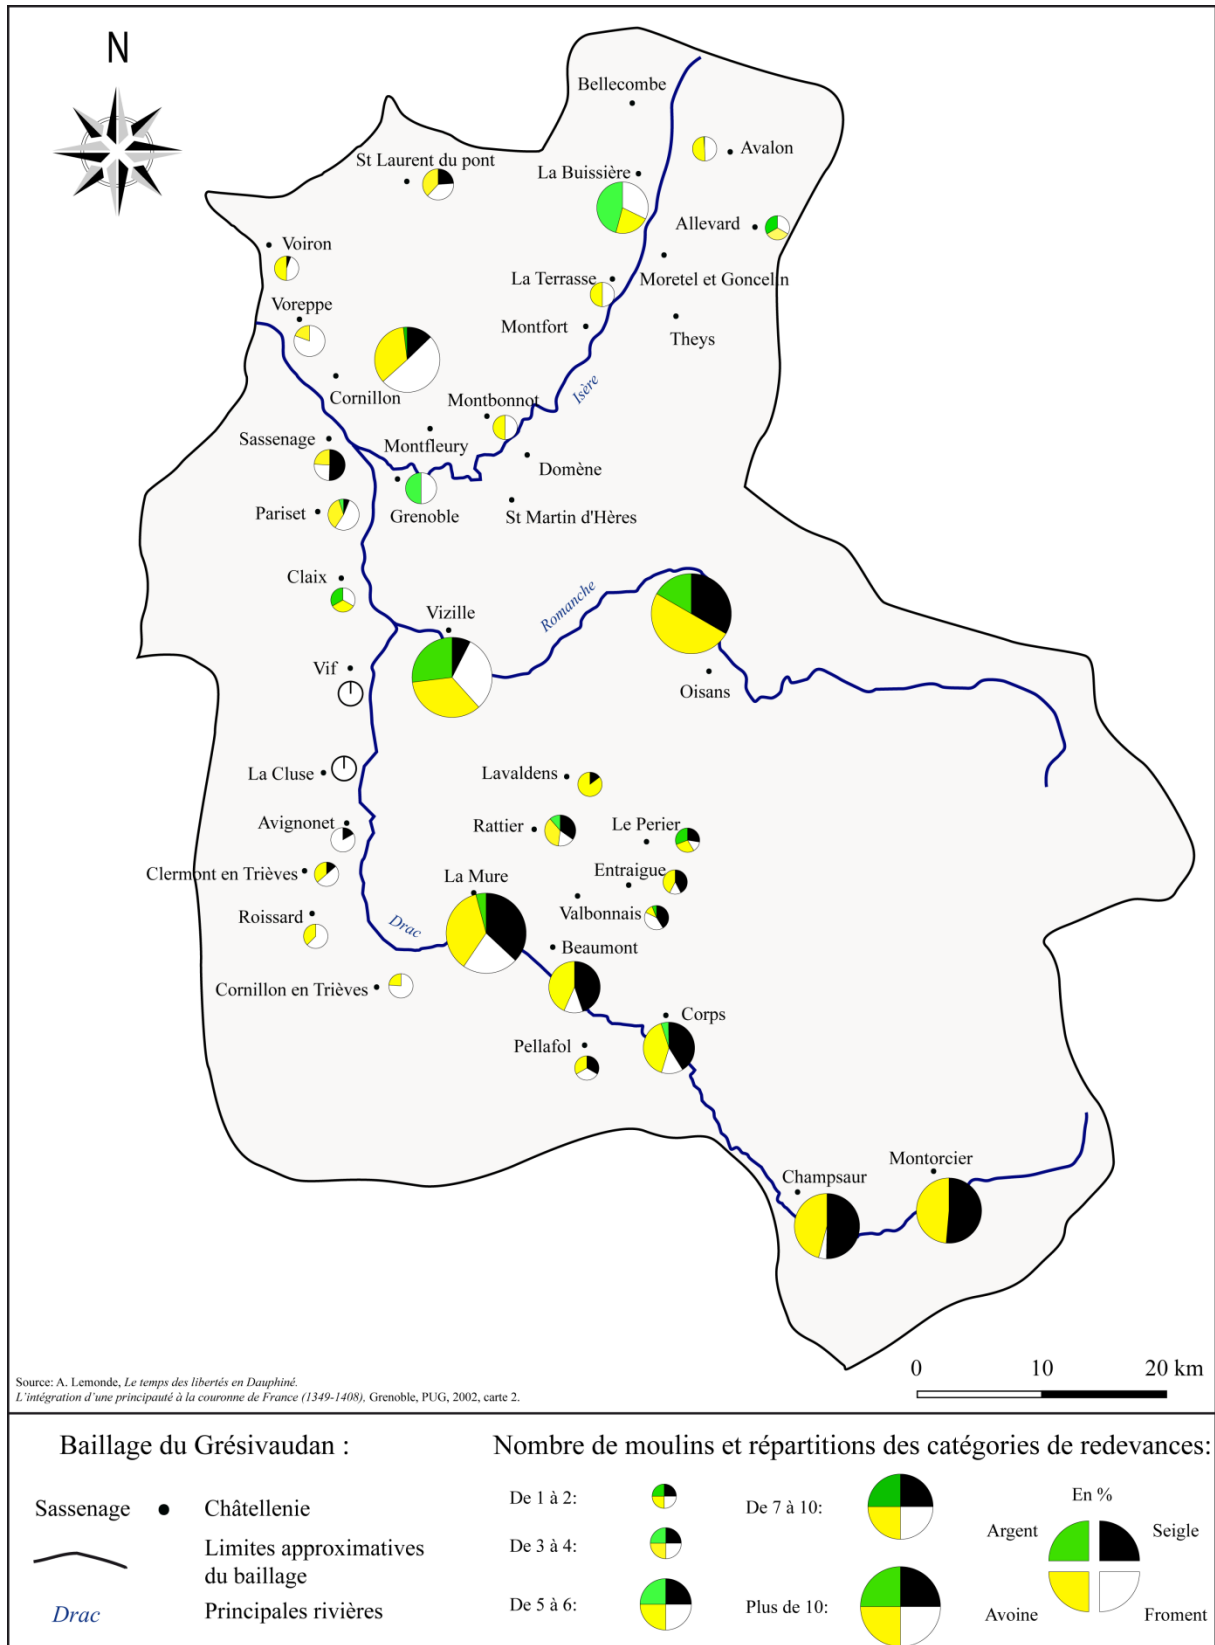 N
Bellecombe
Avalon
St Laurent du pont
La Buissière
Allevard
Voiron
La Terrasse
Moretel et Goncelin
Voreppe
Montfort
Theys
Isère
Cornillon
Montbonnot
Sassenage
Montfleury
Domène
Pariset
Grenoble
St Martin d'Hères
Claix
Vizille
Romanche
Vif
Oisans
La Cluse
Lavaldens
Avignonet
Rattier
Le Perier
Clermont en Trièves
La Mure
Entraigue
Roissard
Drac
Valbonnais
Beaumont
Cornillon en Trièves
Corps
Pellafol
Champsaur
Montorcier
0 10 20 km
Source: A. Lemonde, Le temps des libertés en Dauphiné.
L'intégration d'une principauté à la couronne de France (1349-1408), Grenoble, PUG, 2002, carte 2.
Baillage du Grésivaudan :
Sassenage Châtellenie
Limites approximatives
du baillage
Drac Principales rivières
Nombre de moulins et répartitions des catégories de redevances:
De 1 à 2:
De 3 à 4:
De 5 à 6:
De 7 à 10:
Plus de 10:
En %
Argent Seigle
Avoine Froment